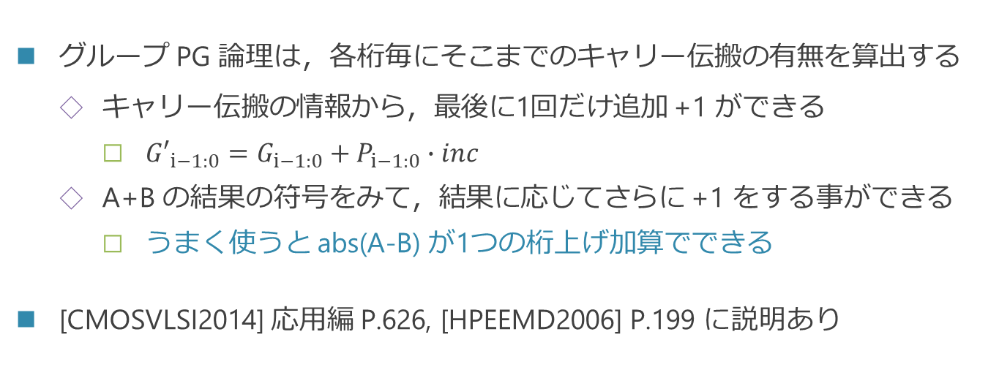 グループ PG 論理は，各桁毎にそこまでのキャリー伝搬の有無を算出する
キャリー伝搬の情報から，最後に1回だけ追加 +1 ができる
G′i−1:0 = Gi−1:0 + Pi−1:0 · inc
A+B の結果の符号をみて，結果に応じてさらに +1 をする事ができる
うまく使うと abs(A-B) が1つの桁上げ加算でできる
[CMOSVLSI2014] 応用編 P.626, [HPEEMD2006] P.199 に説明あり